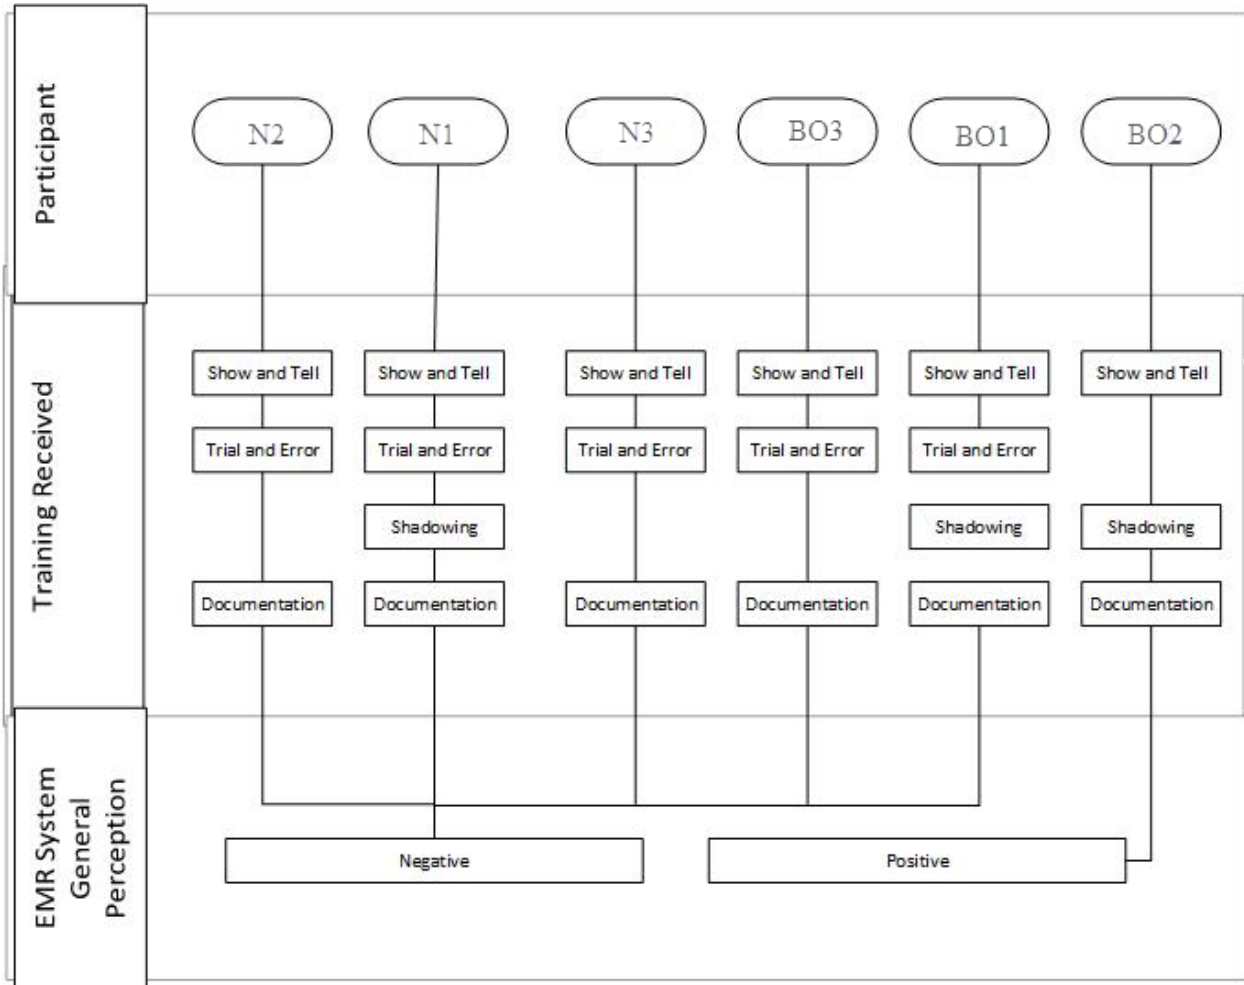 Participant
N2
N1
N3
BO3
BO1
BO2
Training Received
Show and Tell
Show and Tell
Show and Tell
Show and Tell
Show and Tell
Show and Tell
Trial and Error
Trial and Error
Trial and Error
Trial and Error
Trial and Error
Shadowing
Shadowing
Shadowing
Documentation
Documentation
Documentation
Documentation
Documentation
Documentation
EMR System
General
Perception
Negative
Positive